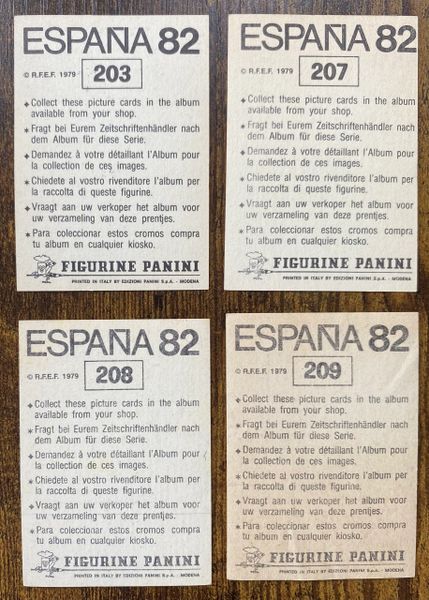 ESPAÑA 82
© R.F.E.F. 1979 203
Collect these picture cards in the album
available from your shop.
Fragt bei Eurem Zeitschriftenhändler nach
dem Album für diese Serie.
Demandez à votre détaillant l'Album pour
la collection de ces images.
Chiedete al vostro rivenditore l'album per
la raccolta di queste figurine.
Vraagt aan uw verkoper het album voor
uw verzameling van deze prentjes.
Para coleccionar estos cromos compra
tu album en cualquier kiosko.
FIGURINE PANINI
PRINTED IN ITALY BY EDIZIONI PANINI S.p.A. - MODENA
ESPAÑA 82
© R.F.E.F. 1979 207
Collect these picture cards in the album
available from your shop.
Fragt bei Eurem Zeitschriftenhändler nach
dem Album für diese Serie.
Demandez à votre détaillant l'Album pour
la collection de ces images.
Chiedete al vostro rivenditore l'album per
la raccolta di queste figurine.
Vraagt aan uw verkoper het album voor
uw verzameling van deze prentjes.
Para coleccionar estos cromos compra
tu album en cualquier kiosko.
FIGURINE PANINI
PRINTED IN ITALY BY EDIZIONI PANINI S.p.A. - MODENA
ESPAÑA 82
© R.F.E.F. 1979 208
Collect these picture cards in the album
available from your shop.
Fragt bei Eurem Zeitschriftenhändler nach
dem Album für diese Serie.
Demandez à votre détaillant l'Album pour
la collection de ces images.
Chiedete al vostro rivenditore l'album per
la raccolta di queste figurine.
Vraagt aan uw verkoper het album voor
uw verzameling van deze prentjes.
Para coleccionar estos cromos compra
tu album en cualquier kiosko.
FIGURINE PANINI
PRINTED IN ITALY BY EDIZIONI PANINI S.p.A. - MODENA
ESPAÑA 82
© R.F.E.F. 1979 209
Collect these picture cards in the album
available from your shop.
Fragt bei Eurem Zeitschriftenhändler nach
dem Album für diese Serie.
Demandez à votre détaillant l'Album pour
la collection de ces images.
Chiedete al vostro rivenditore l'album per
la raccolta di queste figurine.
Vraagt aan uw verkoper het album voor
uw verzameling van deze prentjes.
Para coleccionar estos cromos compra
tu album en cualquier kiosko.
FIGURINE PANINI
PRINTED IN ITALY BY EDIZIONI PANINI S.p.A. - MODENA